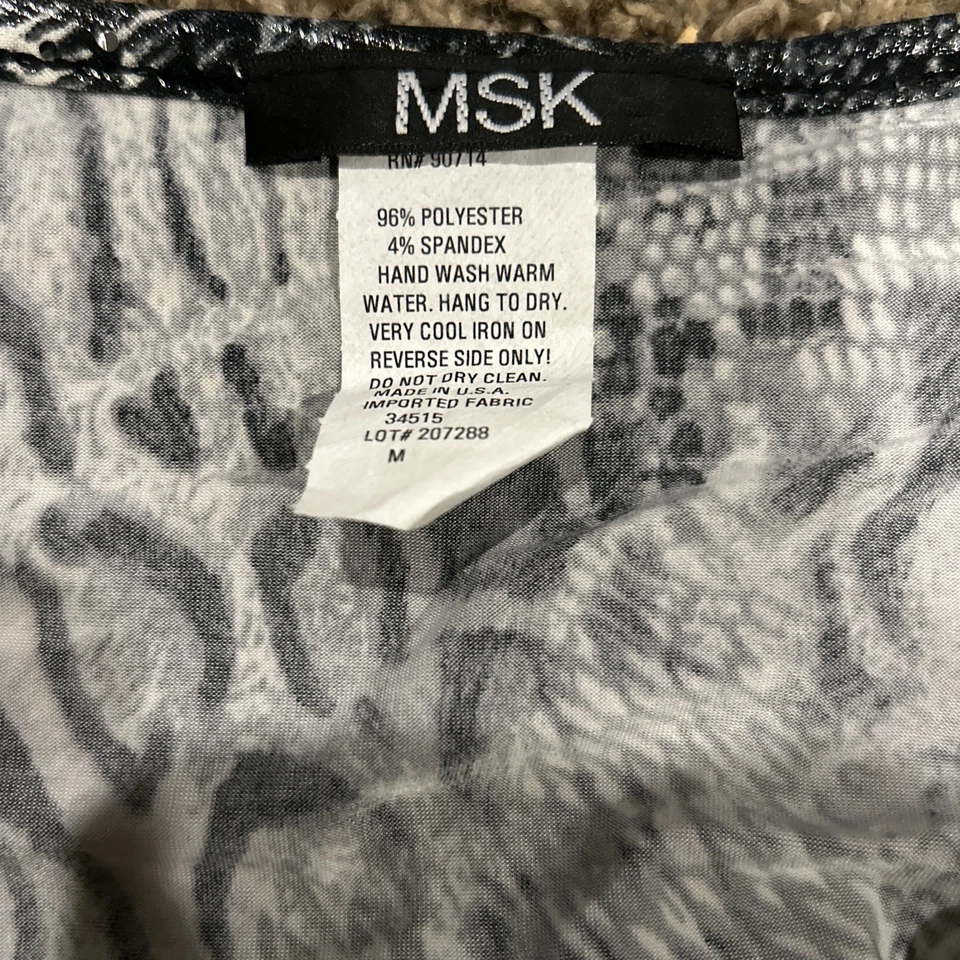 MSK
RN# 90714
96% POLYESTER
4% SPANDEX
HAND WASH WARM
WATER. HANG TO DRY.
VERY COOL IRON ON
REVERSE SIDE ONLY!
DO NOT DRY CLEAN.
MADE IN U.S.A.
IMPORTED FABRIC
34515
LOT# 207288
M